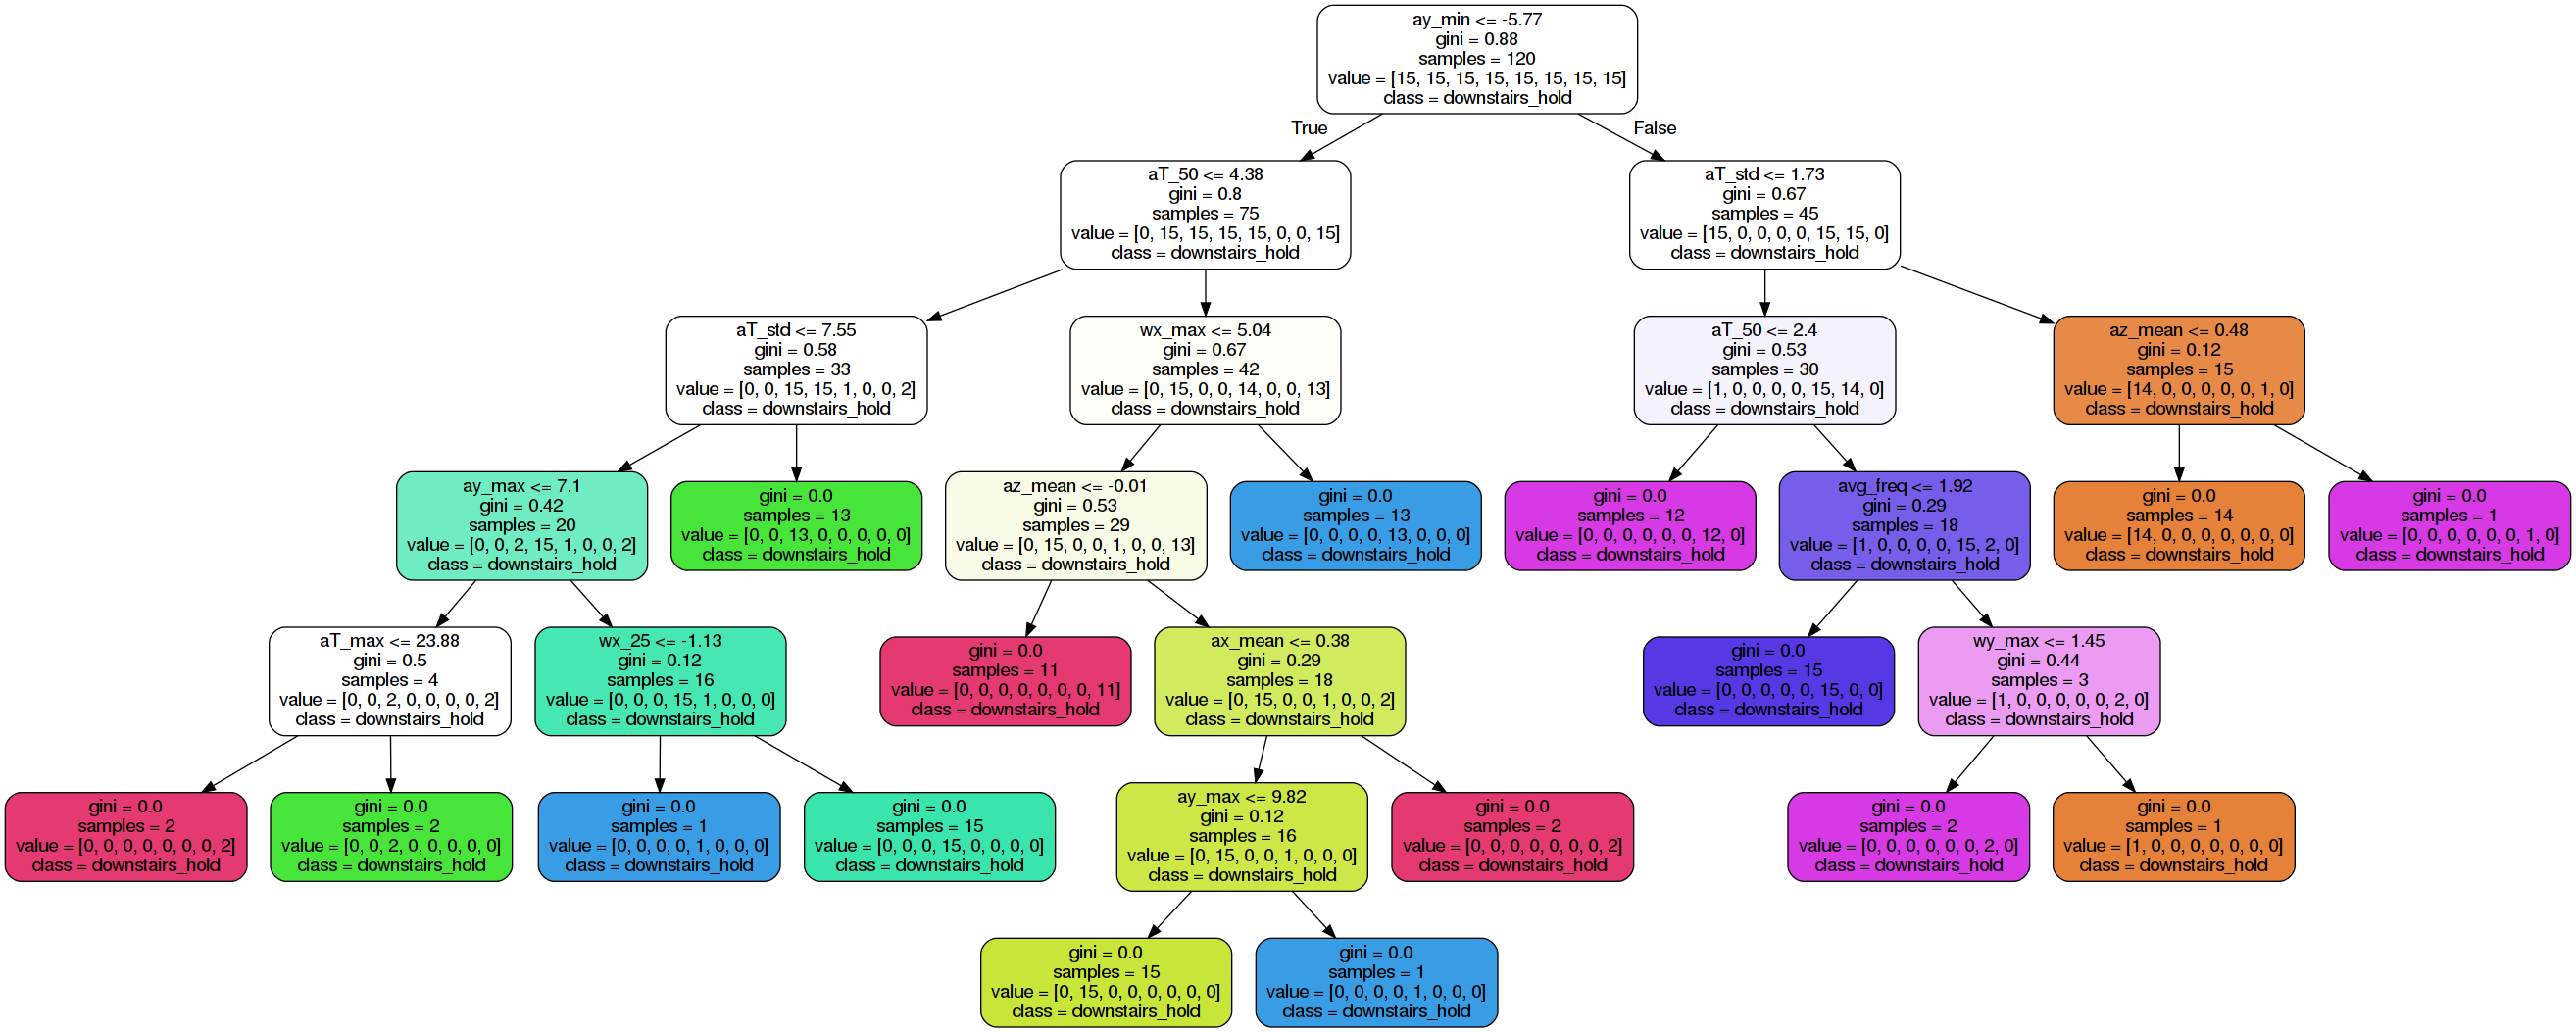 ay_min <= -5.77
gini = 0.88
samples = 120
value = [15, 15, 15, 15, 15, 15, 15, 15]
class = downstairs_hold
True
False
aT_50 <= 4.38
gini = 0.8
samples = 75
value = [0, 15, 15, 15, 15, 0, 0, 15]
class = downstairs_hold
aT_std <= 1.73
gini = 0.67
samples = 45
value = [15, 0, 0, 0, 0, 15, 15, 0]
class = downstairs_hold
aT_std <= 7.55
gini = 0.58
samples = 33
value = [0, 0, 15, 15, 1, 0, 0, 2]
class = downstairs_hold
wx_max <= 5.04
gini = 0.67
samples = 42
value = [0, 15, 0, 0, 14, 0, 0, 13]
class = downstairs_hold
aT_50 <= 2.4
gini = 0.53
samples = 30
value = [1, 0, 0, 0, 0, 15, 14, 0]
class = downstairs_hold
az_mean <= 0.48
gini = 0.12
samples = 15
value = [14, 0, 0, 0, 0, 0, 1, 0]
class = downstairs_hold
ay_max <= 7.1
gini = 0.42
samples = 20
value = [0, 0, 2, 15, 1, 0, 0, 2]
class = downstairs_hold
gini = 0.0
samples = 13
value = [0, 0, 13, 0, 0, 0, 0, 0]
class = downstairs_hold
az_mean <= -0.01
gini = 0.53
samples = 29
value = [0, 15, 0, 0, 1, 0, 0, 13]
class = downstairs_hold
gini = 0.0
samples = 13
value = [0, 0, 0, 0, 13, 0, 0, 0]
class = downstairs_hold
gini = 0.0
samples = 12
value = [0, 0, 0, 0, 0, 0, 12, 0]
class = downstairs_hold
avg_freq <= 1.92
gini = 0.29
samples = 18
value = [1, 0, 0, 0, 0, 15, 2, 0]
class = downstairs_hold
gini = 0.0
samples = 14
value = [14, 0, 0, 0, 0, 0, 0, 0]
class = downstairs_hold
gini = 0.0
samples = 1
value = [0, 0, 0, 0, 0, 0, 1, 0]
class = downstairs_hold
aT_max <= 23.88
gini = 0.5
samples = 4
value = [0, 0, 2, 0, 0, 0, 0, 2]
class = downstairs_hold
wx_25 <= -1.13
gini = 0.12
samples = 16
value = [0, 0, 0, 15, 1, 0, 0, 0]
class = downstairs_hold
gini = 0.0
samples = 11
value = [0, 0, 0, 0, 0, 0, 0, 11]
class = downstairs_hold
ax_mean <= 0.38
gini = 0.29
samples = 18
value = [0, 15, 0, 0, 1, 0, 0, 2]
class = downstairs_hold
gini = 0.0
samples = 15
value = [0, 0, 0, 0, 0, 15, 0, 0]
class = downstairs_hold
wy_max <= 1.45
gini = 0.44
samples = 3
value = [1, 0, 0, 0, 0, 0, 2, 0]
class = downstairs_hold
gini = 0.0
samples = 2
value = [0, 0, 0, 0, 0, 0, 0, 2]
class = downstairs_hold
gini = 0.0
samples = 2
value = [0, 0, 2, 0, 0, 0, 0, 0]
class = downstairs_hold
gini = 0.0
samples = 1
value = [0, 0, 0, 0, 1, 0, 0, 0]
class = downstairs_hold
gini = 0.0
samples = 15
value = [0, 0, 0, 15, 0, 0, 0, 0]
class = downstairs_hold
ay_max <= 9.82
gini = 0.12
samples = 16
value = [0, 15, 0, 0, 1, 0, 0, 0]
class = downstairs_hold
gini = 0.0
samples = 2
value = [0, 0, 0, 0, 0, 0, 0, 2]
class = downstairs_hold
gini = 0.0
samples = 2
value = [0, 0, 0, 0, 0, 0, 2, 0]
class = downstairs_hold
gini = 0.0
samples = 1
value = [1, 0, 0, 0, 0, 0, 0, 0]
class = downstairs_hold
gini = 0.0
samples = 15
value = [0, 15, 0, 0, 0, 0, 0, 0]
class = downstairs_hold
gini = 0.0
samples = 1
value = [0, 0, 0, 0, 1, 0, 0, 0]
class = downstairs_hold